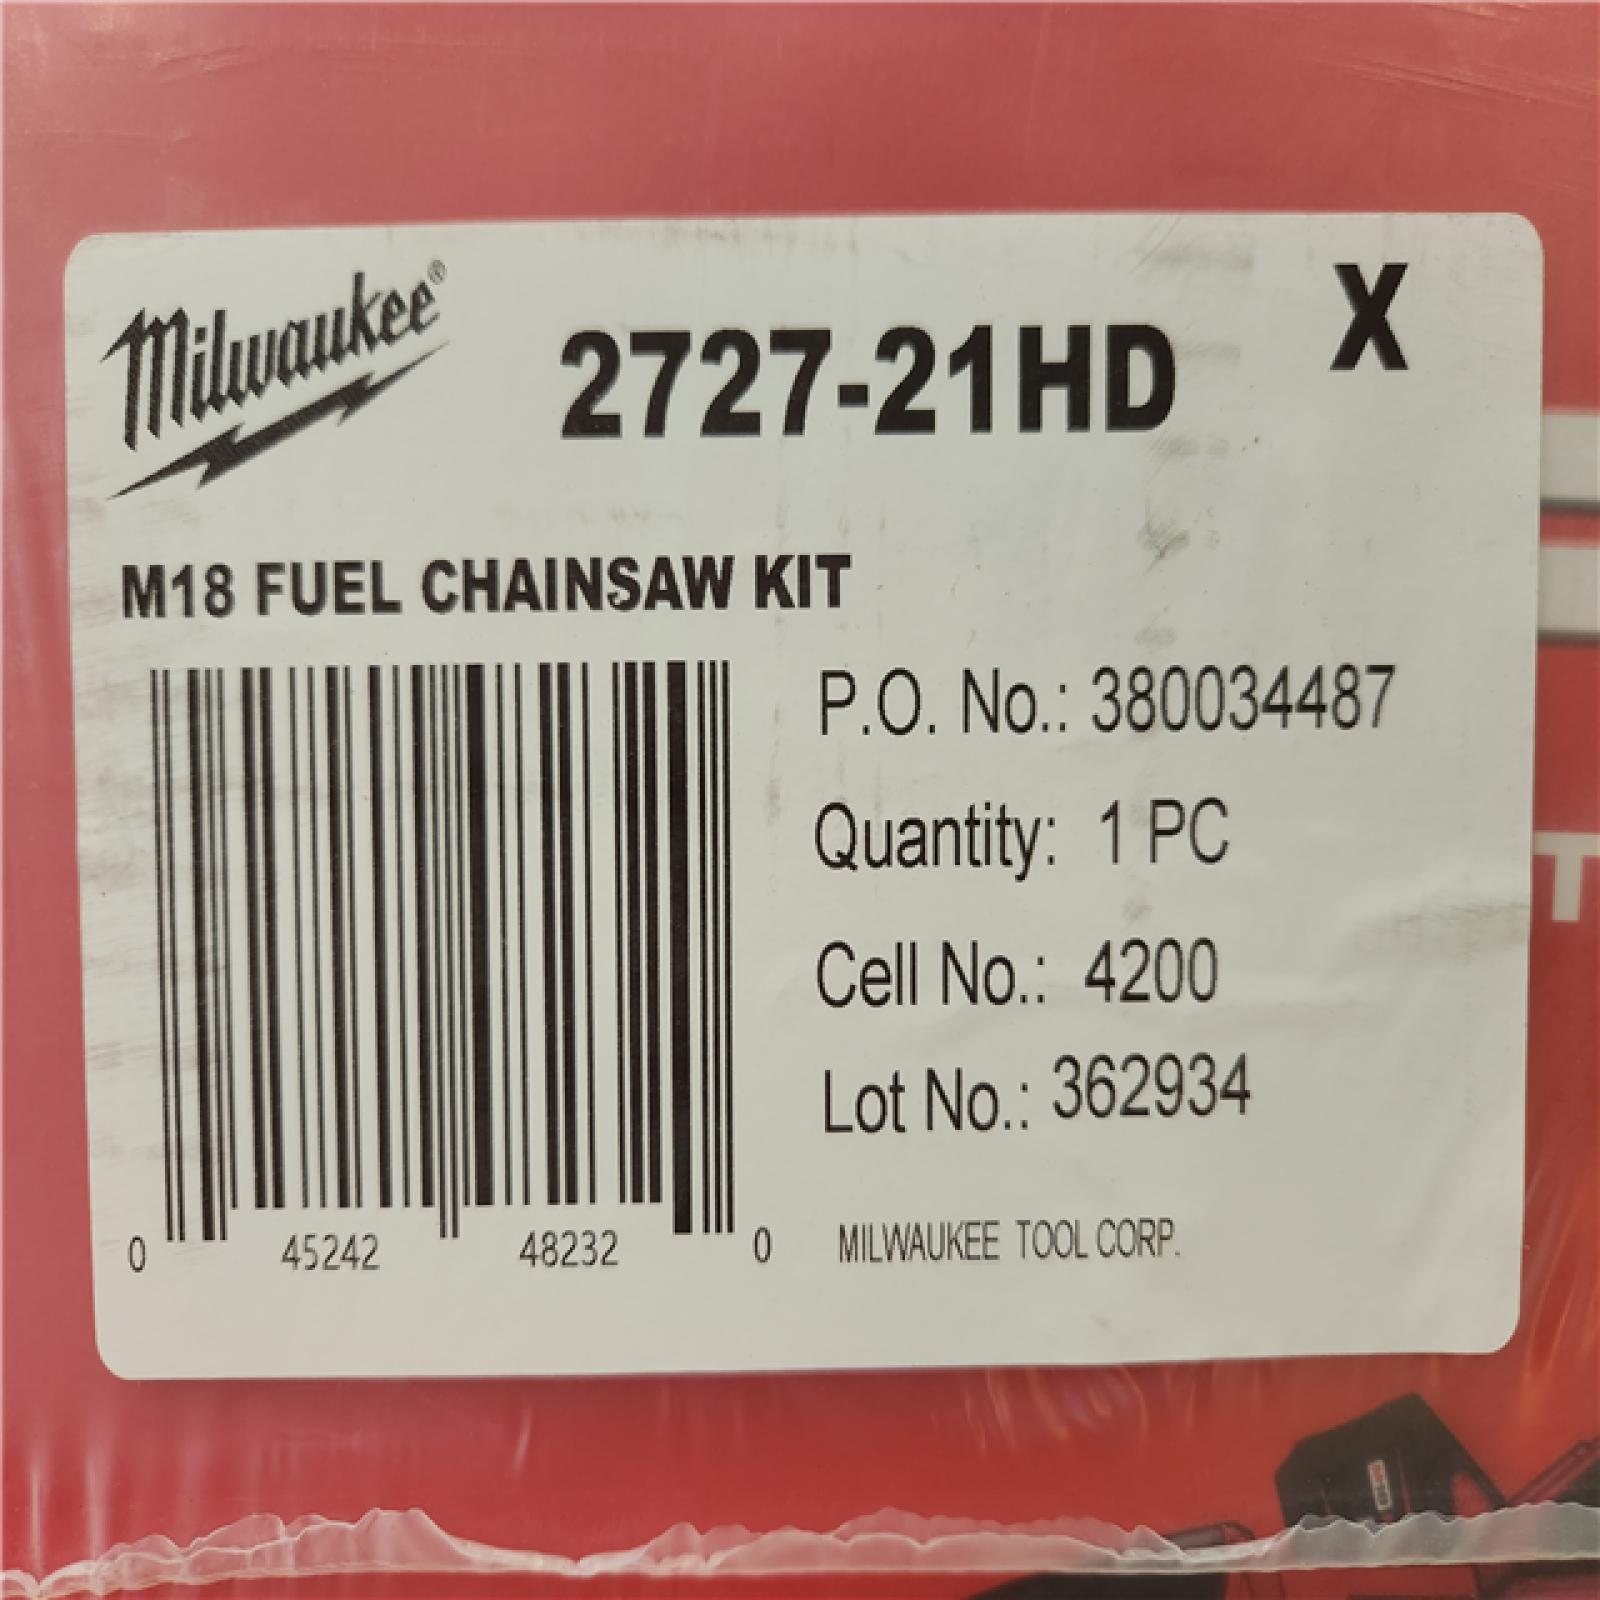 Milwaukee®
2727-21HD
X
M18 FUEL CHAINSAW KIT
P.O. No.: 380034487
Quantity: 1 PC
Cell No.: 4200
Lot No.: 362934
0 45242 48232 0
MILWAUKEE TOOL CORP.
T